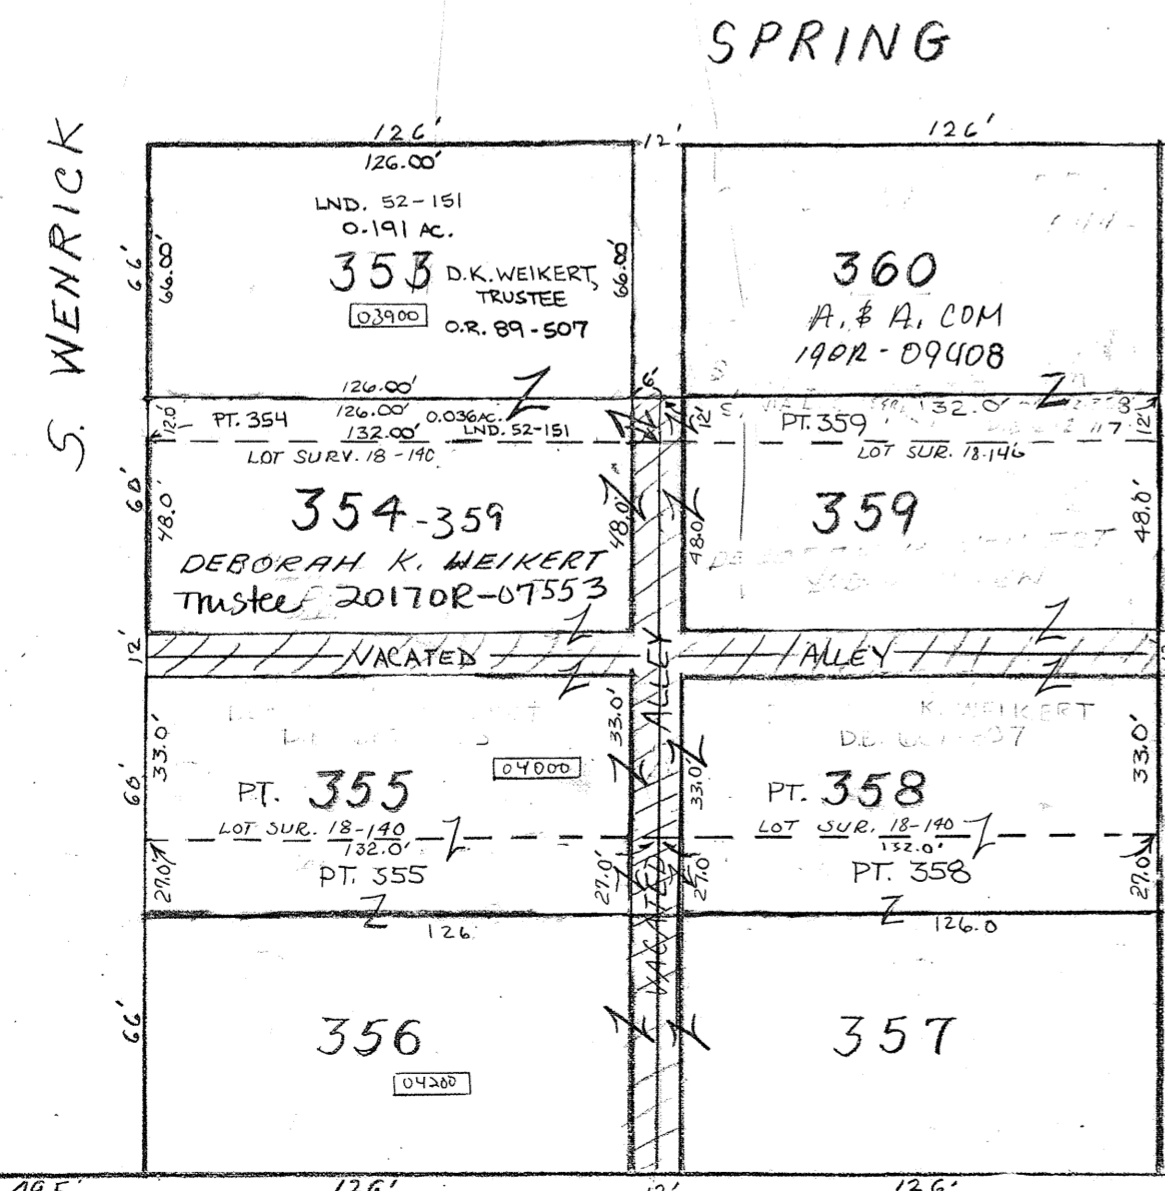 SPRING
S. WENRICK
126'
12'
126'
126.00'
LND. 52-151
0.191 AC.
66'
66.00'
66.00'
353
D.K. WEIKERT,
TRUSTEE
03900
O.R. 89-507
360
A. & A. COM
190R-09408
126.00'
6'
126.00'
0.036AC.
PT. 354
132.00'
LND. 52-151
12.0'
12'
PT. 359
132.0'
12'
LOT SURV. 18-140
LOT SUR. 18.146
60'
48.0'
354-359
48.0'
48.0'
359
48.0'
DEBORAH K. WEIKERT
Trustee 20170R-07553
12'
VACATED
ALLEY
ALLEY
K. WEIKERT
33.0'
33.0'
33.0'
33.0'
04000
60'
PT. 355
PT. 358
LOT SUR. 18-140
132.0'
LOT SUR. 18-140
132.0'
27.0'
PT. 355
27.0'
27.0'
PT. 358
27.0'
VACATED
126.
126.0
66'
356
357
04200
495'
126'
12'
126'